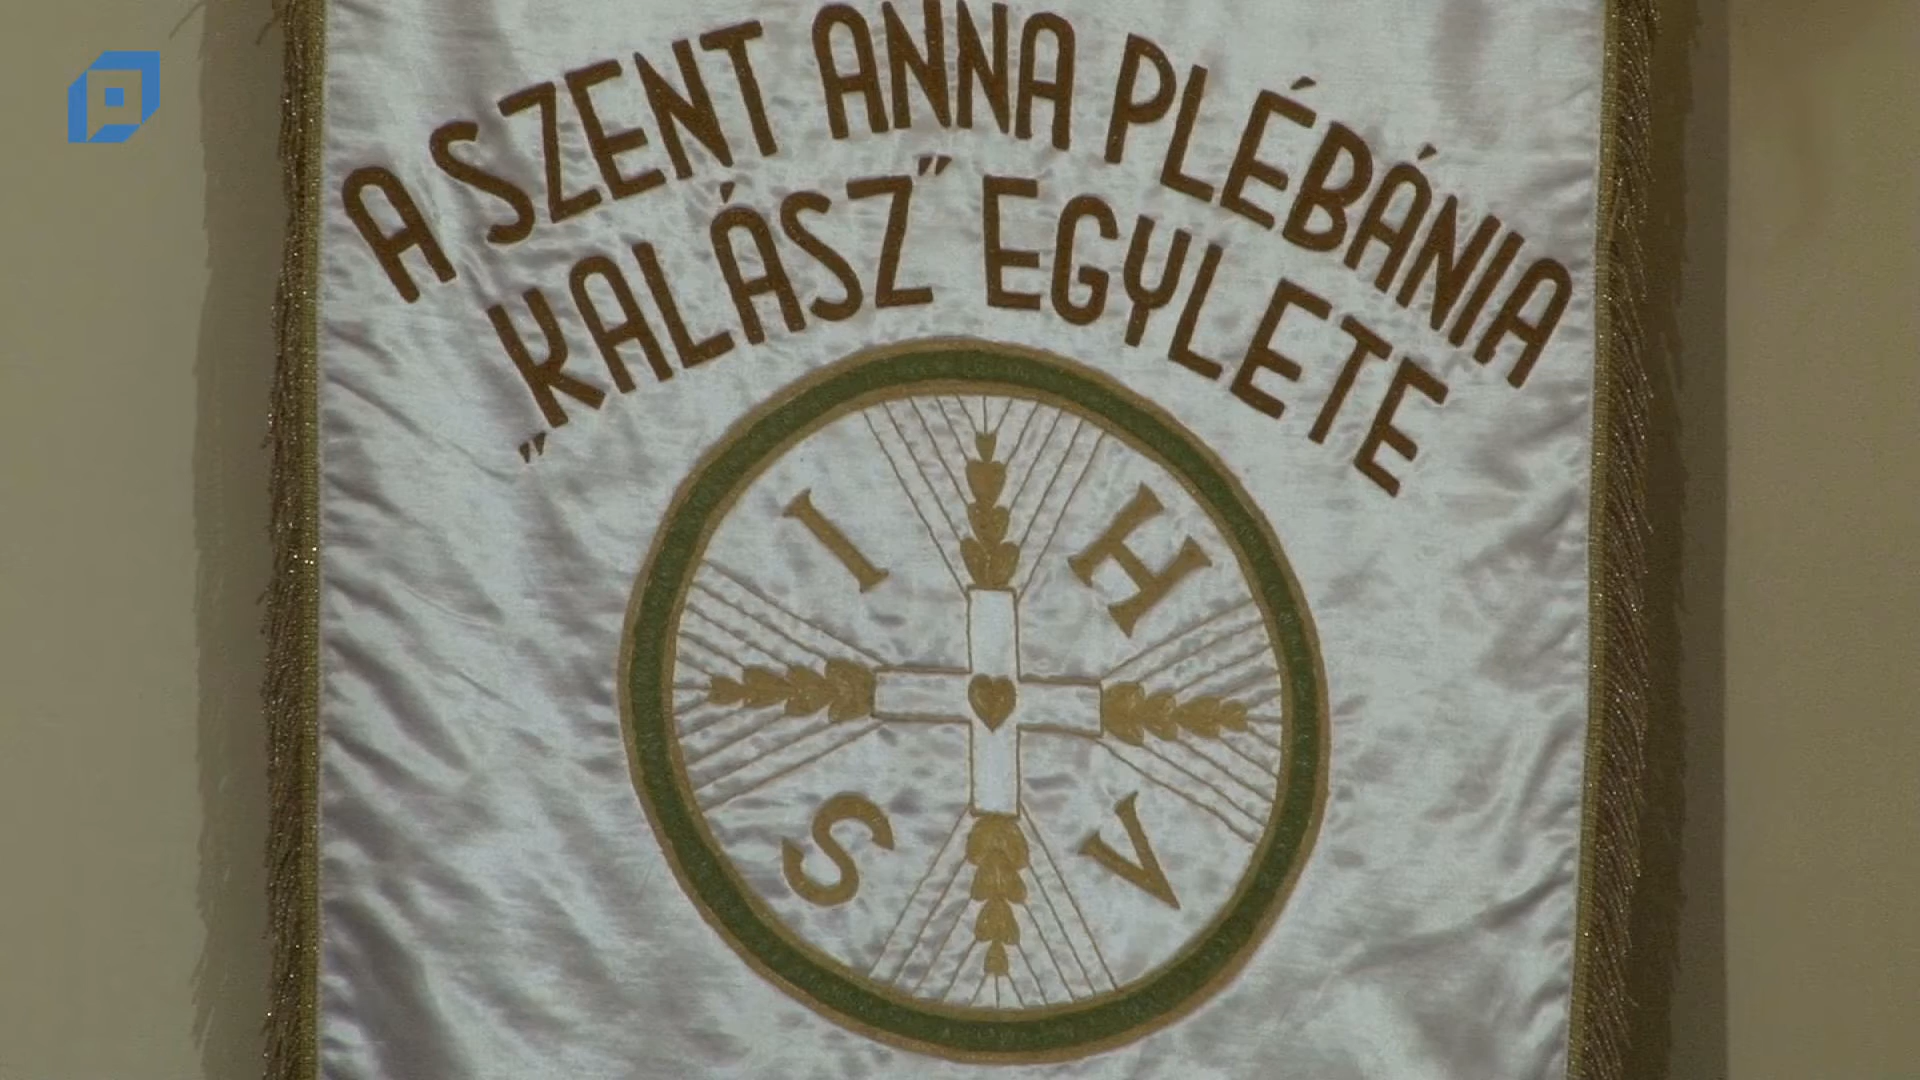 A SZENT ANNA PLÉBÁNIA
„KALÁSZ” EGYLETE
I H
S V